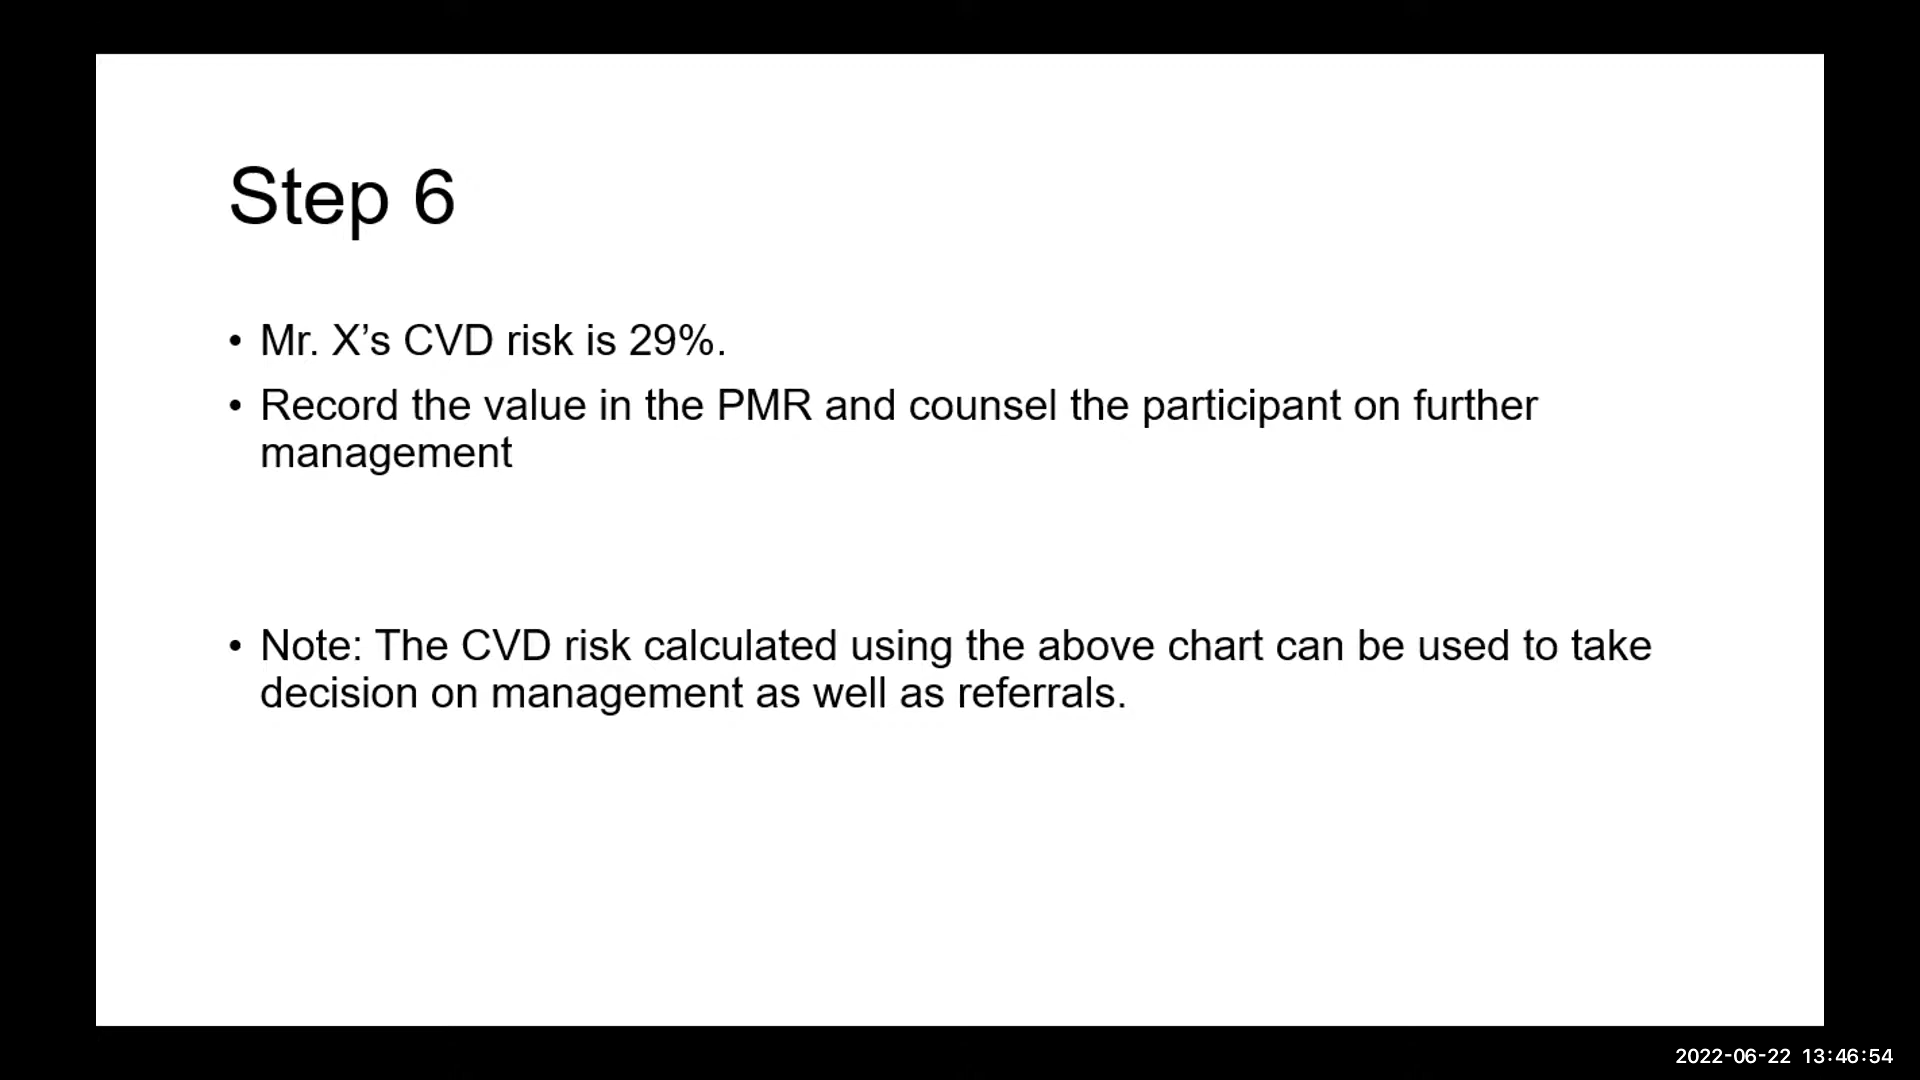 Step 6
• Mr. X’s CVD risk is 29%.
• Record the value in the PMR and counsel the participant on further
management
• Note: The CVD risk calculated using the above chart can be used to take
decision on management as well as referrals.
2022-06-22 13:46:54